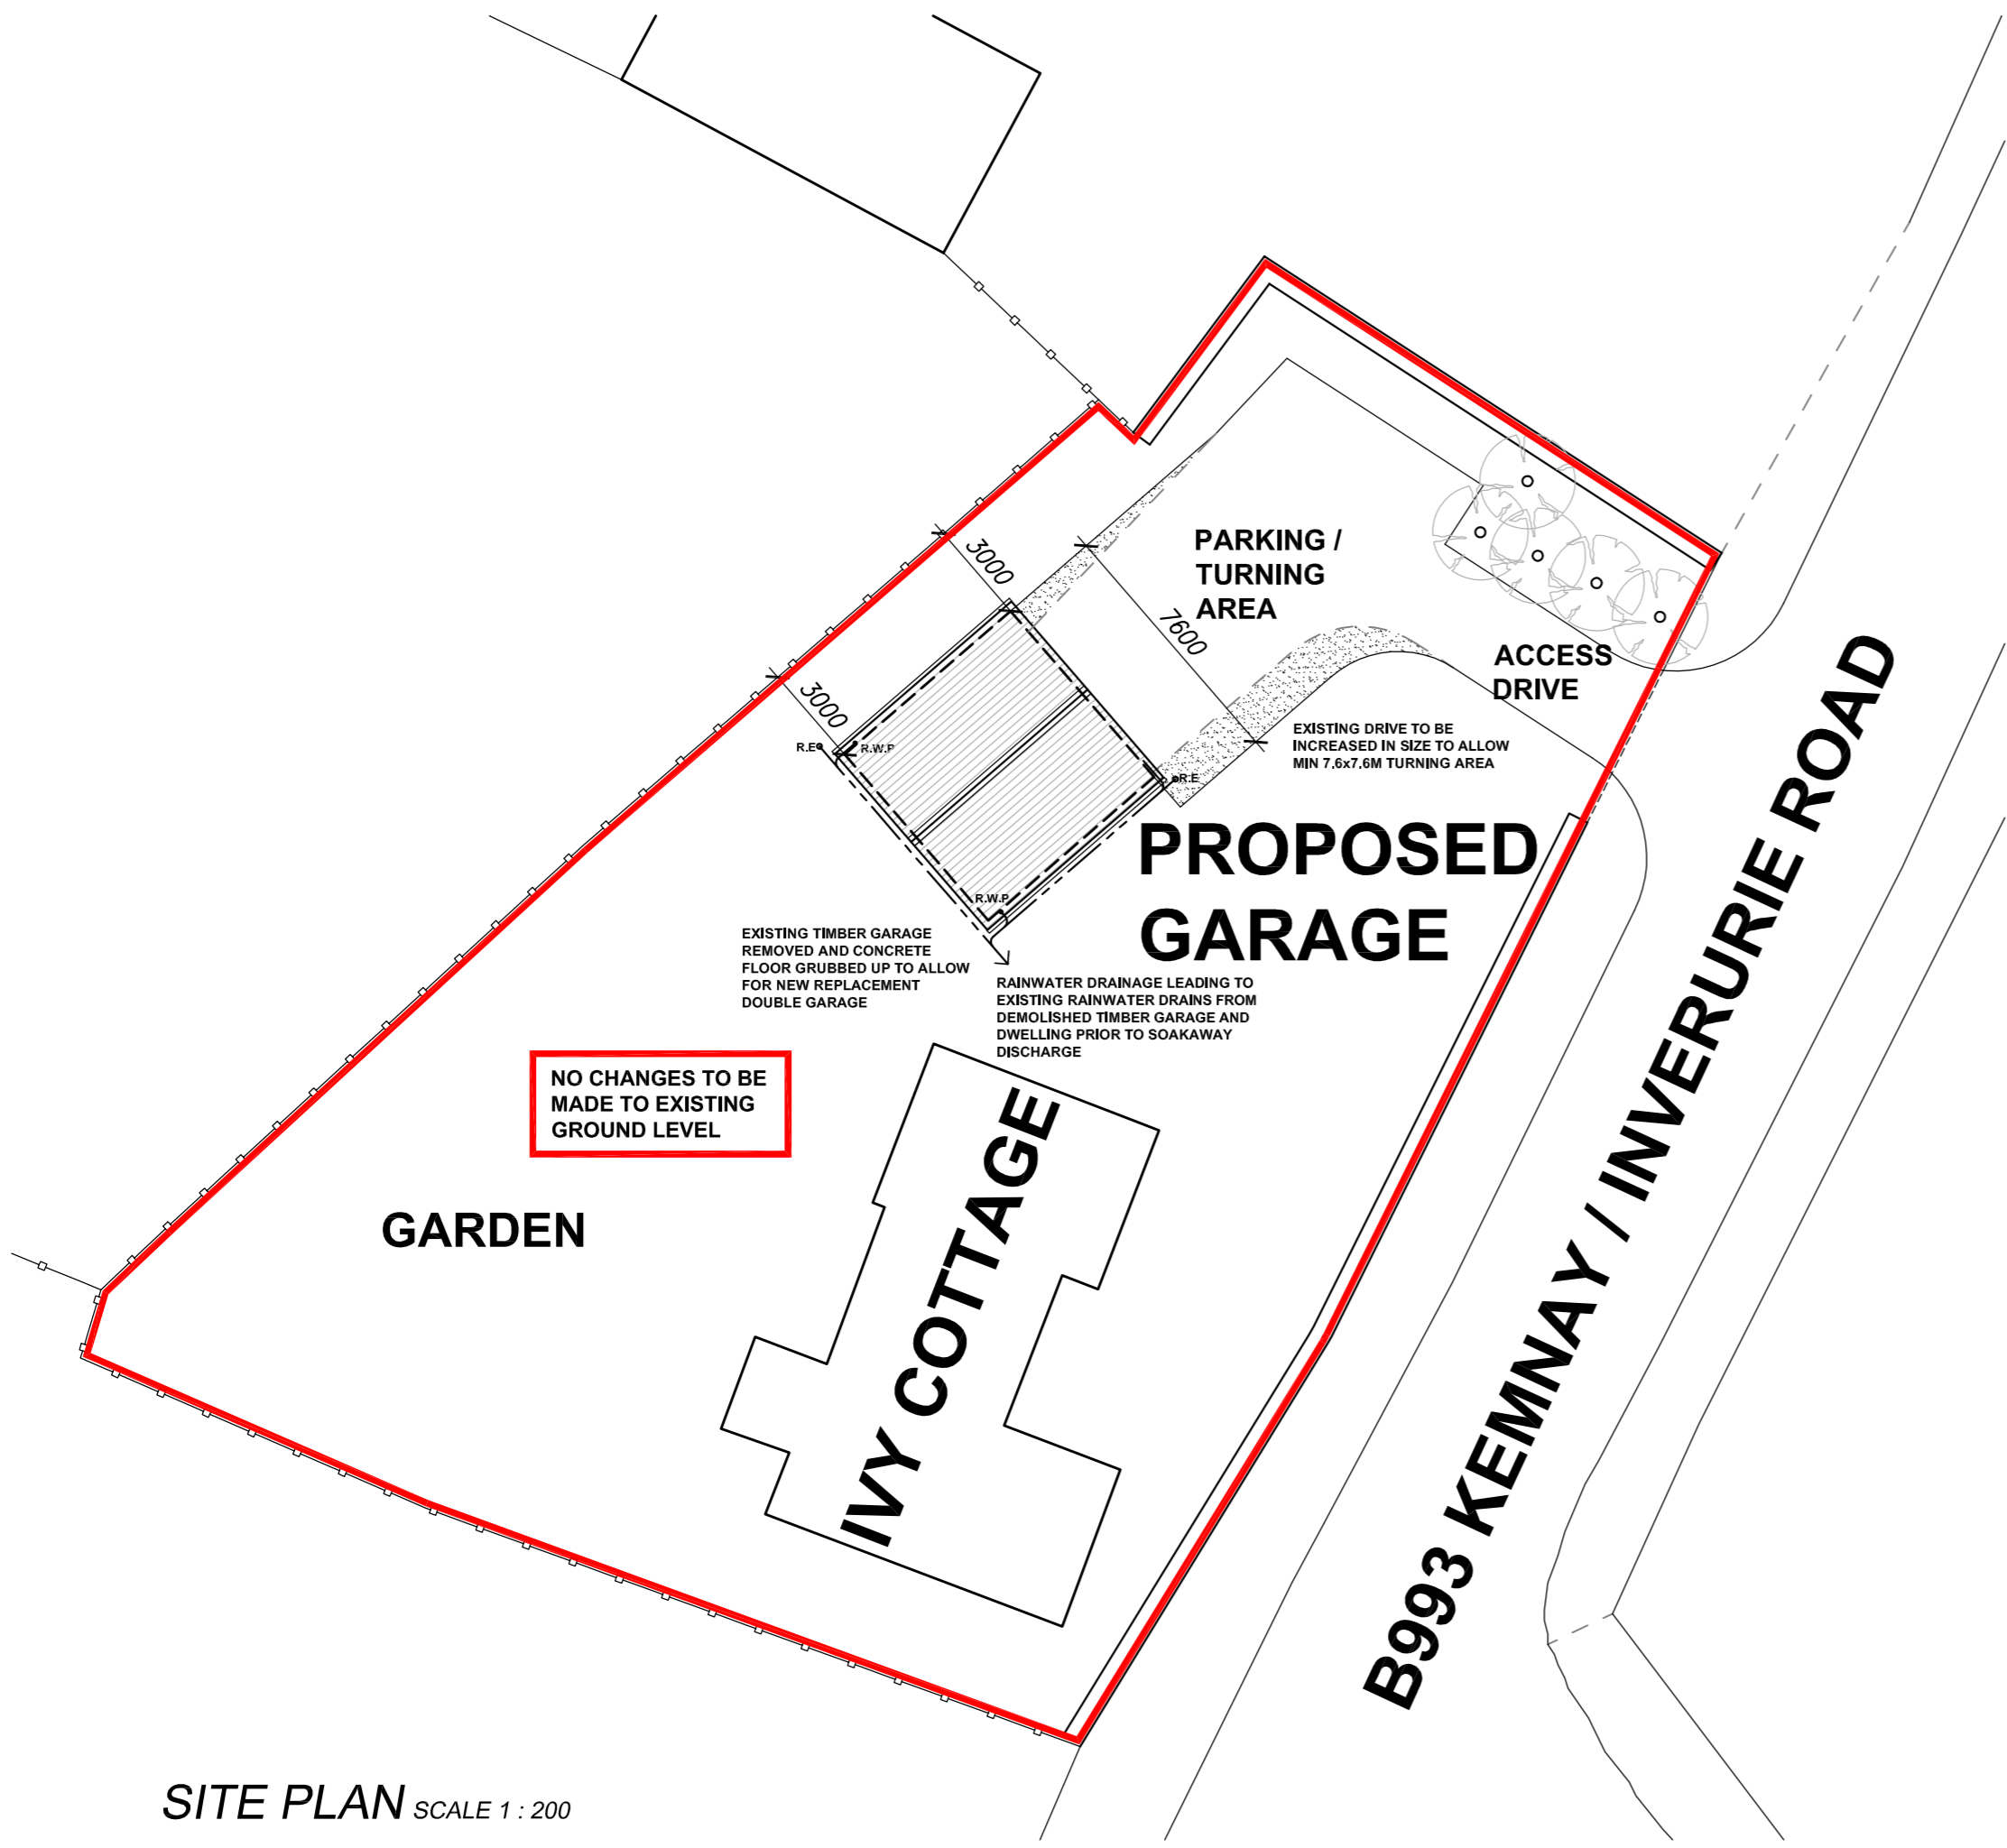 3000
PARKING /
TURNING
AREA
7600
3000
ACCESS
DRIVE
R.E
R.W.P
EXISTING DRIVE TO BE
INCREASED IN SIZE TO ALLOW
MIN 7.6x7.6M TURNING AREA
R.E
PROPOSED
GARAGE
R.W.P
EXISTING TIMBER GARAGE
REMOVED AND CONCRETE
FLOOR GRUBBED UP TO ALLOW
FOR NEW REPLACEMENT
DOUBLE GARAGE
RAINWATER DRAINAGE LEADING TO
EXISTING RAINWATER DRAINS FROM
DEMOLISHED TIMBER GARAGE AND
DWELLING PRIOR TO SOAKAWAY
DISCHARGE
NO CHANGES TO BE
MADE TO EXISTING
GROUND LEVEL
GARDEN
IVY COTTAGE
B993 KEMNAY / INVERURIE ROAD
SITE PLAN SCALE 1 : 200